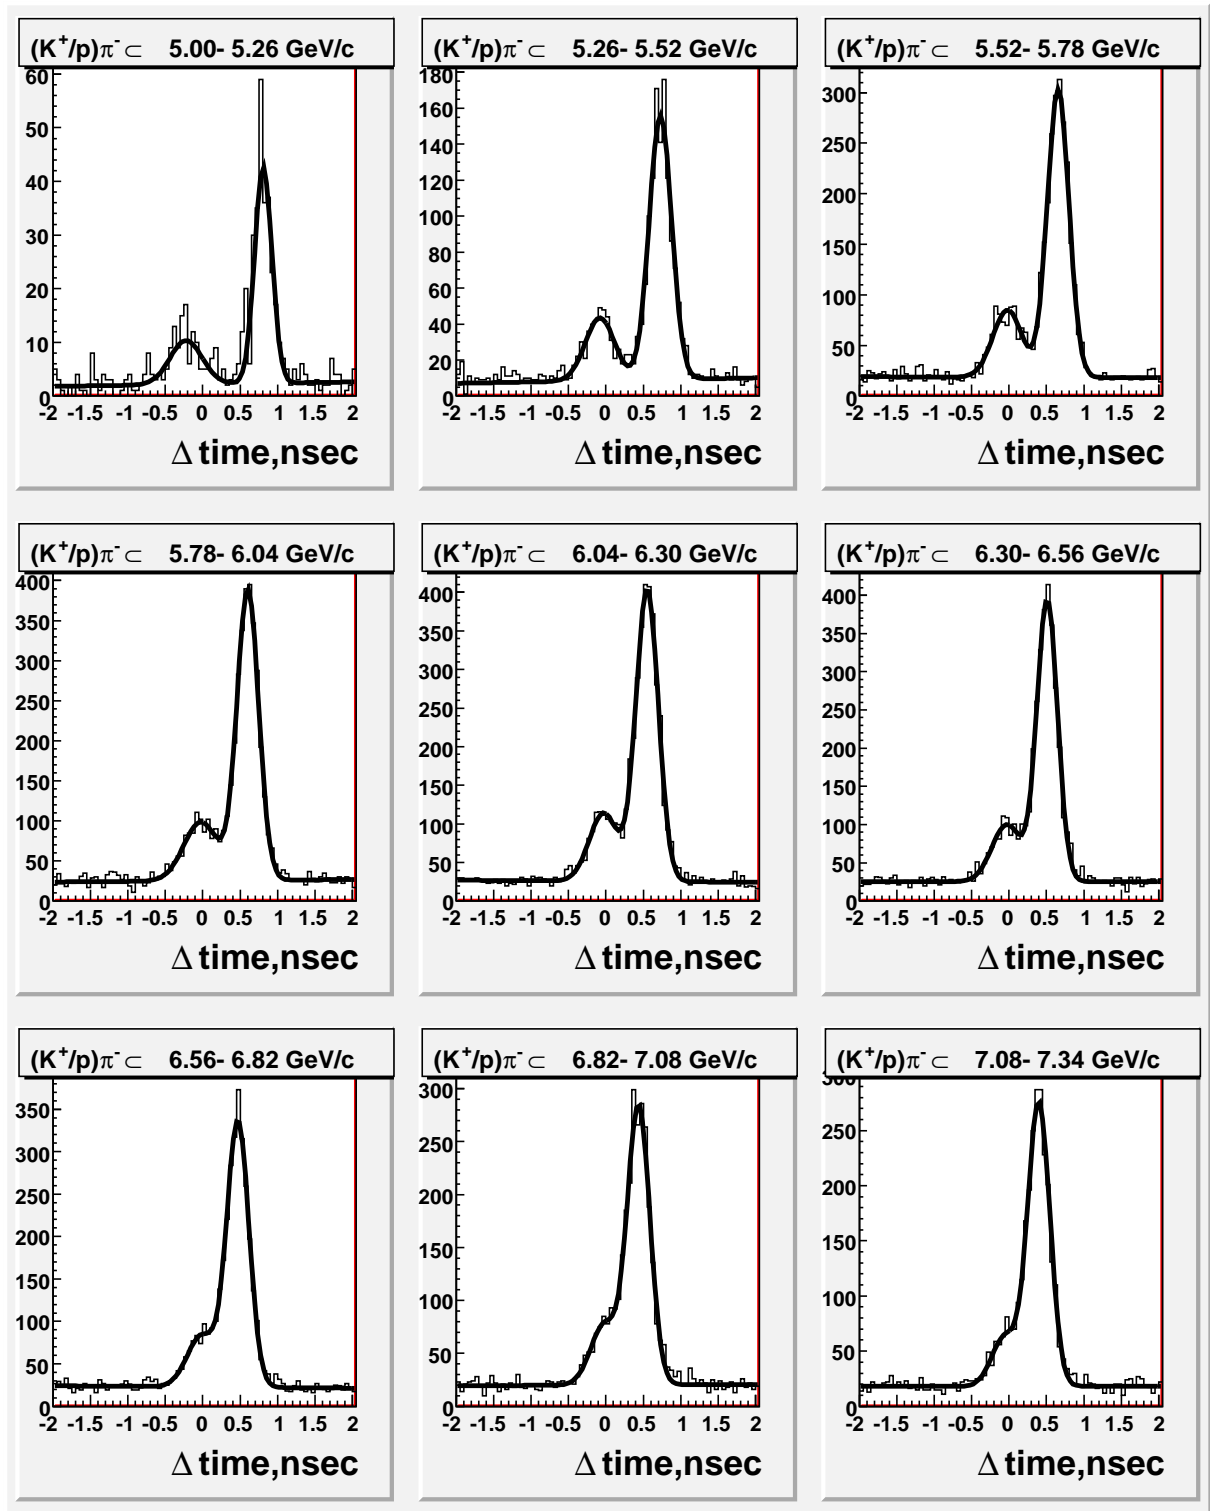 (K+/p)π- ⊂ 5.00- 5.26 GeV/c
60
50
40
30
20
10
0
-2 -1.5 -1 -0.5 0 0.5 1 1.5 2
Δ time,nsec
(K+/p)π- ⊂ 5.26- 5.52 GeV/c
180
160
140
120
100
80
60
40
20
0
-2 -1.5 -1 -0.5 0 0.5 1 1.5 2
Δ time,nsec
(K+/p)π- ⊂ 5.52- 5.78 GeV/c
300
250
200
150
100
50
0
-2 -1.5 -1 -0.5 0 0.5 1 1.5 2
Δ time,nsec
(K+/p)π- ⊂ 5.78- 6.04 GeV/c
400
350
300
250
200
150
100
50
0
-2 -1.5 -1 -0.5 0 0.5 1 1.5 2
Δ time,nsec
(K+/p)π- ⊂ 6.04- 6.30 GeV/c
400
350
300
250
200
150
100
50
0
-2 -1.5 -1 -0.5 0 0.5 1 1.5 2
Δ time,nsec
(K+/p)π- ⊂ 6.30- 6.56 GeV/c
400
350
300
250
200
150
100
50
0
-2 -1.5 -1 -0.5 0 0.5 1 1.5 2
Δ time,nsec
(K+/p)π- ⊂ 6.56- 6.82 GeV/c
350
300
250
200
150
100
50
0
-2 -1.5 -1 -0.5 0 0.5 1 1.5 2
Δ time,nsec
(K+/p)π- ⊂ 6.82- 7.08 GeV/c
300
250
200
150
100
50
0
-2 -1.5 -1 -0.5 0 0.5 1 1.5 2
Δ time,nsec
(K+/p)π- ⊂ 7.08- 7.34 GeV/c
300
250
200
150
100
50
0
-2 -1.5 -1 -0.5 0 0.5 1 1.5 2
Δ time,nsec